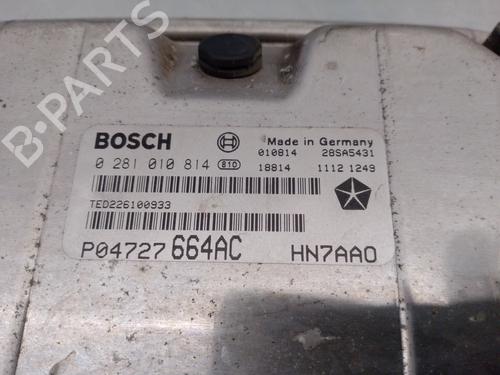 BOSCH
Made in Germany
010814 28SA5431
0 281 010 814 810 18814 1112 1249
TED226100933
P04727 664AC HN7AA0
B-PARTS